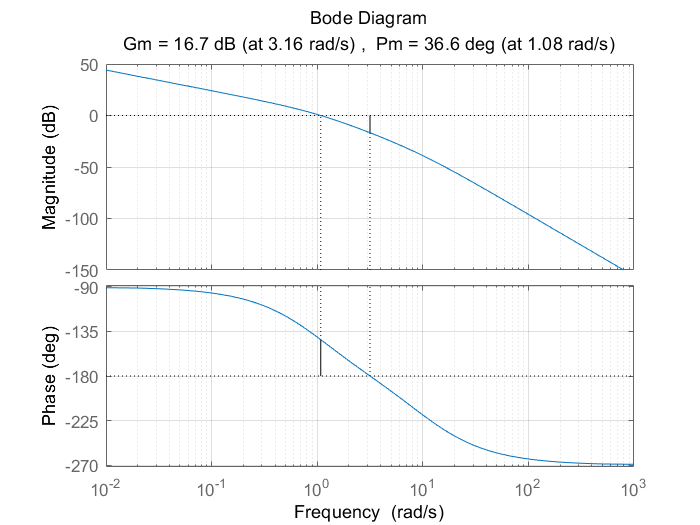 Bode Diagram
Gm = 16.7 dB (at 3.16 rad/s) ,  Pm = 36.6 deg (at 1.08 rad/s)
Magnitude (dB)
50
0
-50
-100
-150
Phase (deg)
-90
-135
-180
-225
-270
10^-2 10^-1 10^0 10^1 10^2 10^3
Frequency  (rad/s)